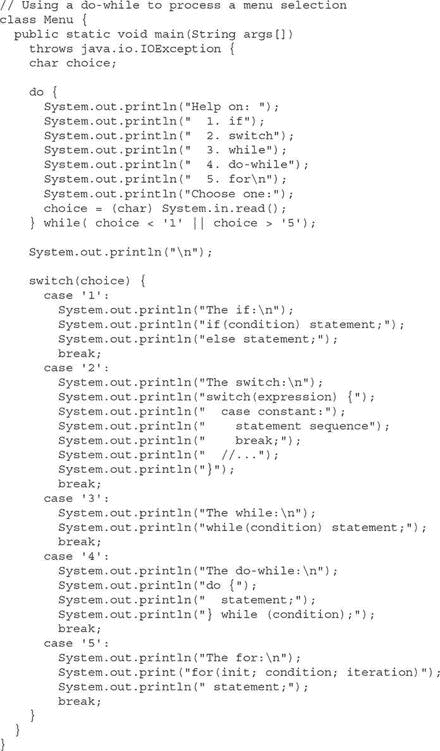 // Using a do-while to process a menu selection
class Menu {
  public static void main(String args[])
    throws java.io.IOException {
    char choice;

    do {
      System.out.println("Help on: ");
      System.out.println("  1. if");
      System.out.println("  2. switch");
      System.out.println("  3. while");
      System.out.println("  4. do-while");
      System.out.println("  5. for\n");
      System.out.println("Choose one:");
      choice = (char) System.in.read();
    } while( choice < '1' || choice > '5');

    System.out.println("\n");

    switch(choice) {
      case '1':
        System.out.println("The if:\n");
        System.out.println("if(condition) statement;");
        System.out.println("else statement;");
        break;
      case '2':
        System.out.println("The switch:\n");
        System.out.println("switch(expression) {");
        System.out.println("  case constant:");
        System.out.println("    statement sequence");
        System.out.println("    break;");
        System.out.println("  //...");
        System.out.println("}");
        break;
      case '3':
        System.out.println("The while:\n");
        System.out.println("while(condition) statement;");
        break;
      case '4':
        System.out.println("The do-while:\n");
        System.out.println("do {");
        System.out.println("  statement;");
        System.out.println("} while (condition);");
        break;
      case '5':
        System.out.println("The for:\n");
        System.out.print("for(init; condition; iteration)");
        System.out.println(" statement;");
        break;
    }
  }
}